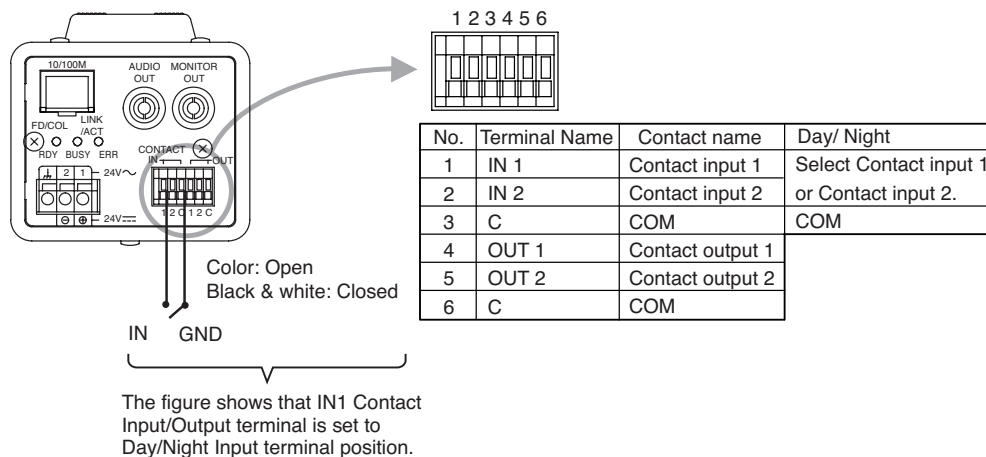 10/100M
AUDIO OUT
MONITOR OUT
FD/COL
LINK /ACT
RDY BUSY ERR
CONTACT
IN
OUT
2 1
24V
⊖ ⊕
24V
1 2 C 1 2 C
Color: Open
Black & white: Closed
IN GND
The figure shows that IN1 Contact
Input/Output terminal is set to
Day/Night Input terminal position.
1 2 3 4 5 6
No. Terminal Name Contact name Day/ Night
1 IN 1 Contact input 1 Select Contact input 1
2 IN 2 Contact input 2 or Contact input 2.
3 C COM COM
4 OUT 1 Contact output 1
5 OUT 2 Contact output 2
6 C COM